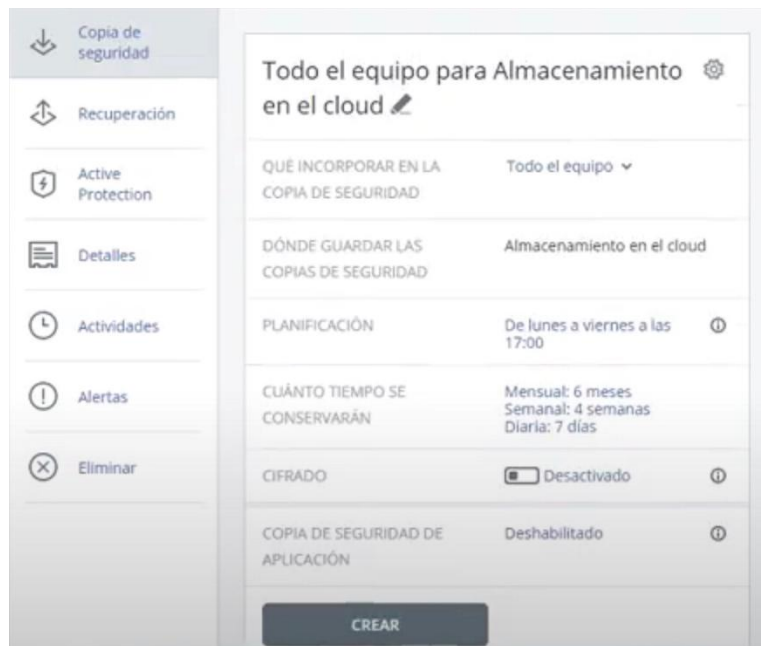 Copia de
seguridad
Recuperación
Active
Protection
Detalles
Actividades
Alertas
Eliminar
Todo el equipo para Almacenamiento
en el cloud
QUÉ INCORPORAR EN LA
COPIA DE SEGURIDAD
Todo el equipo
DÓNDE GUARDAR LAS
COPIAS DE SEGURIDAD
Almacenamiento en el cloud
PLANIFICACIÓN
De lunes a viernes a las
17:00
CUÁNTO TIEMPO SE
CONSERVARÁN
Mensual: 6 meses
Semanal: 4 semanas
Diaria: 7 días
CIFRADO
Desactivado
COPIA DE SEGURIDAD DE
APLICACIÓN
Deshabilitado
CREAR